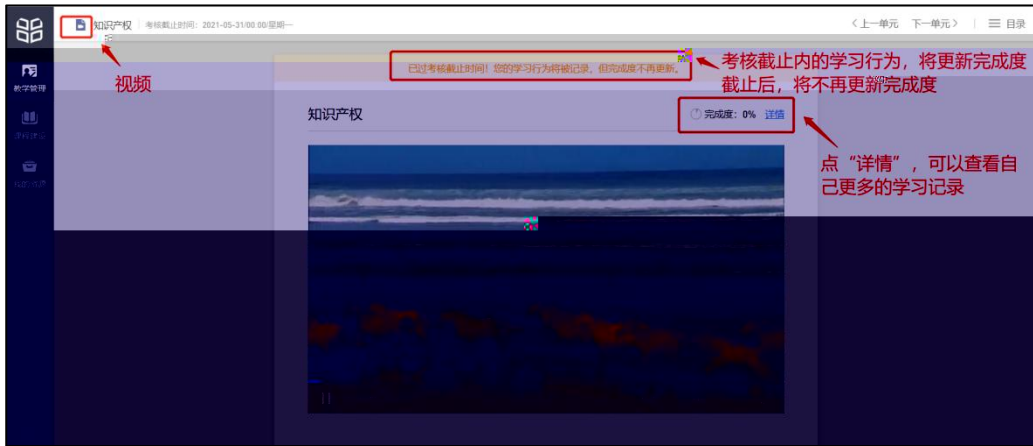 知识产权 考核截止时间：2021-05-31/00:00/星期一
〈上一单元 下一单元〉 目录
教学管理
视频
已过考核截止时间！您的学习行为将被记录，但完成度不再更新。
考核截止内的学习行为，将更新完成度
截止后，将不再更新完成度
知识产权
完成度：0% 详情
点“详情”，可以查看自
己更多的学习记录